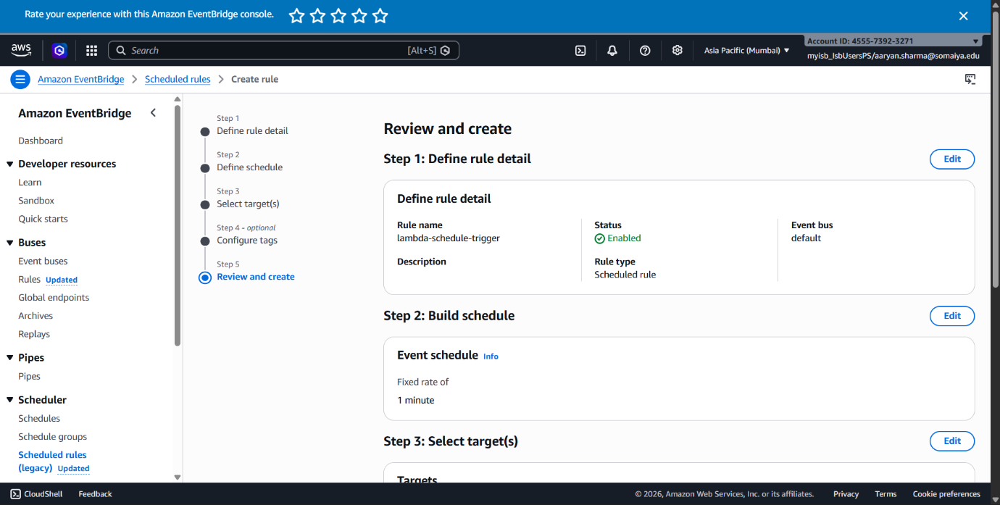 Rate your experience with this Amazon EventBridge console.
aws
Search
[Alt+S]
Asia Pacific (Mumbai)
Account ID: 4555-7392-3271
myisb_IsbUsersPS/aaryan.sharma@somaiya.edu
Amazon EventBridge
Scheduled rules
Create rule
Amazon EventBridge
Dashboard
Developer resources
Learn
Sandbox
Quick starts
Buses
Event buses
Rules Updated
Global endpoints
Archives
Replays
Pipes
Pipes
Scheduler
Schedules
Schedule groups
Scheduled rules
(legacy) Updated
Step 1
Define rule detail
Step 2
Define schedule
Step 3
Select target(s)
Step 4 - optional
Configure tags
Step 5
Review and create
Review and create
Step 1: Define rule detail
Edit
Define rule detail
Rule name
lambda-schedule-trigger
Description
Status
Enabled
Rule type
Scheduled rule
Event bus
default
Step 2: Build schedule
Edit
Event schedule Info
Fixed rate of
1 minute
Step 3: Select target(s)
Edit
Targets
CloudShell
Feedback
© 2026, Amazon Web Services, Inc. or its affiliates.
Privacy
Terms
Cookie preferences